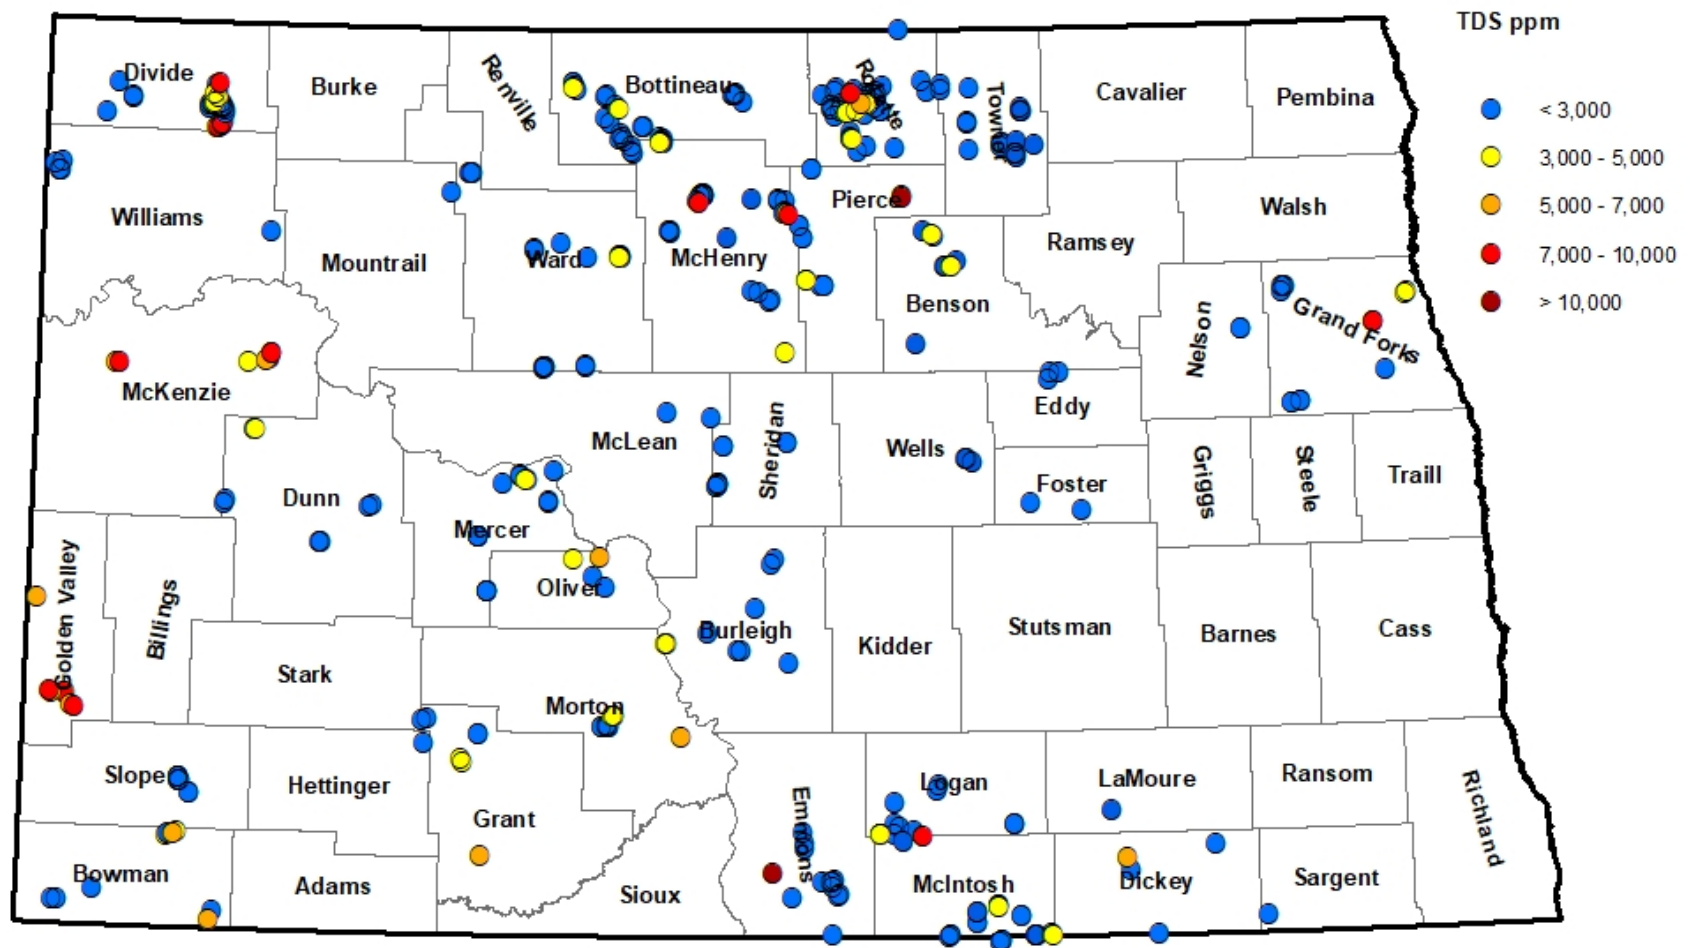 TDS ppm
< 3,000
3,000 - 5,000
5,000 - 7,000
7,000 - 10,000
> 10,000
Divide
Burke
Renville
Bottineau
Towner
Cavalier
Pembina
Williams
Mountrail
Ward
McHenry
Pierce
Benson
Ramsey
Walsh
Nelson
Grand Forks
McKenzie
Dunn
McLean
Sheridan
Wells
Eddy
Foster
Griggs
Steele
Traill
Mercer
Oliver
Golden Valley
Billings
Stark
Morton
Burleigh
Kidder
Stutsman
Barnes
Cass
Slope
Hettinger
Grant
Emmons
Logan
LaMoure
Ransom
Richland
Bowman
Adams
Sioux
McIntosh
Dickey
Sargent